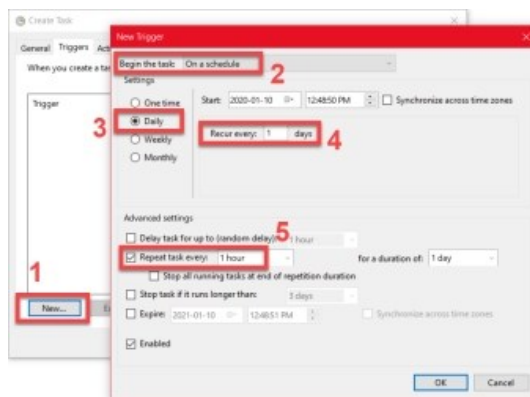 Create Task
New Trigger
General Triggers
When you create a
Trigger
New...
Begin the task: On a schedule
Settings
One time
Daily
Weekly
Monthly
Start: 2020-01-10 12:48:50 PM Synchronize across time zones
Recur every: 1 days
Advanced settings
Delay task for up to (random delay): 1 hour
Repeat task every: 1 hour for a duration of: 1 day
Stop all running tasks at end of repetition duration
Stop task if it runs longer than: 3 days
Expire: 2021-01-10 12:48:51 PM Synchronize across time zones
Enabled
OK Cancel
1
2
3
4
5